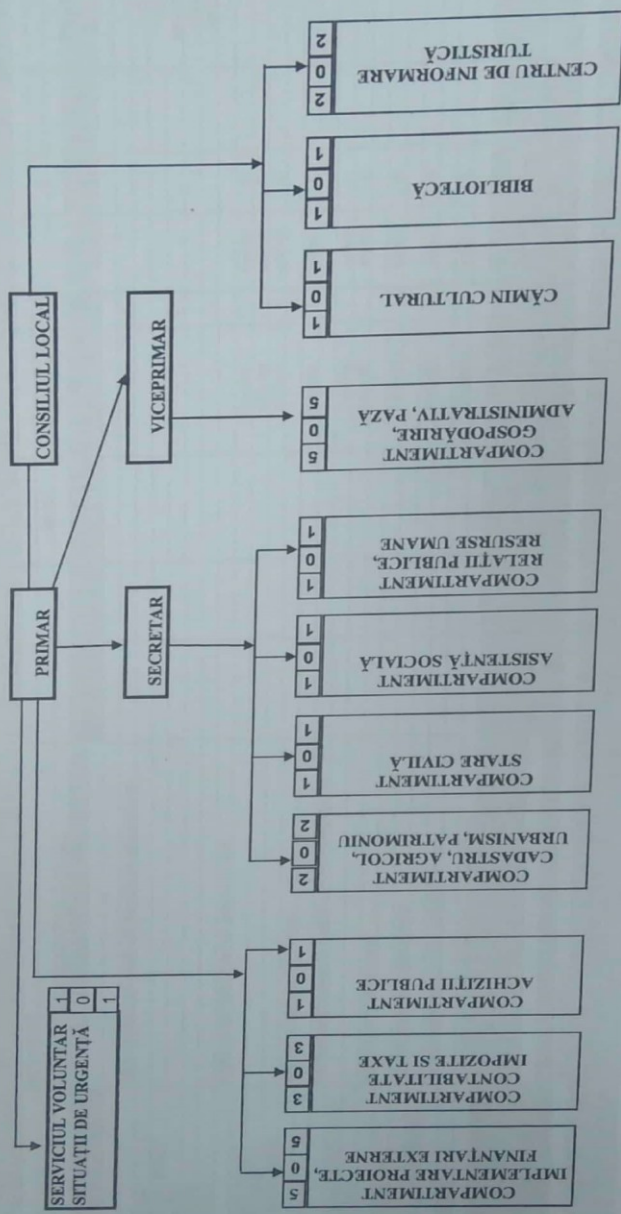 CONSILIUL LOCAL
PRIMAR
VICEPRIMAR
SECRETAR
SERVICIUL VOLUNTAR
SITUAȚII DE URGENȚĂ
1
0
1
COMPARTIMENT
IMPLEMENTARE PROIECTE,
FINANȚARI EXTERNE
5 0 5
COMPARTIMENT
CONTABILITATE
IMPOZITE SI TAXE
3 0 3
COMPARTIMENT
ACHIZIȚII PUBLICE
1 0 1
COMPARTIMENT
CADASTRU, AGRICOL,
URBANISM, PATRIMONIU
2 0 2
COMPARTIMENT
STARE CIVILĂ
1 0 1
COMPARTIMENT
ASISTENȚĂ SOCIALĂ
1 0 1
COMPARTIMENT
RELAȚII PUBLICE,
RESURSE UMANE
1 0 1
COMPARTIMENT
GOSPODĂRIRE,
ADMINISTRATIV, PAZĂ
5 0 5
CĂMIN CULTURAL
1 0 1
BIBLIOTECĂ
1 0 1
CENTRU DE INFORMARE
TURISTICĂ
2 0 2